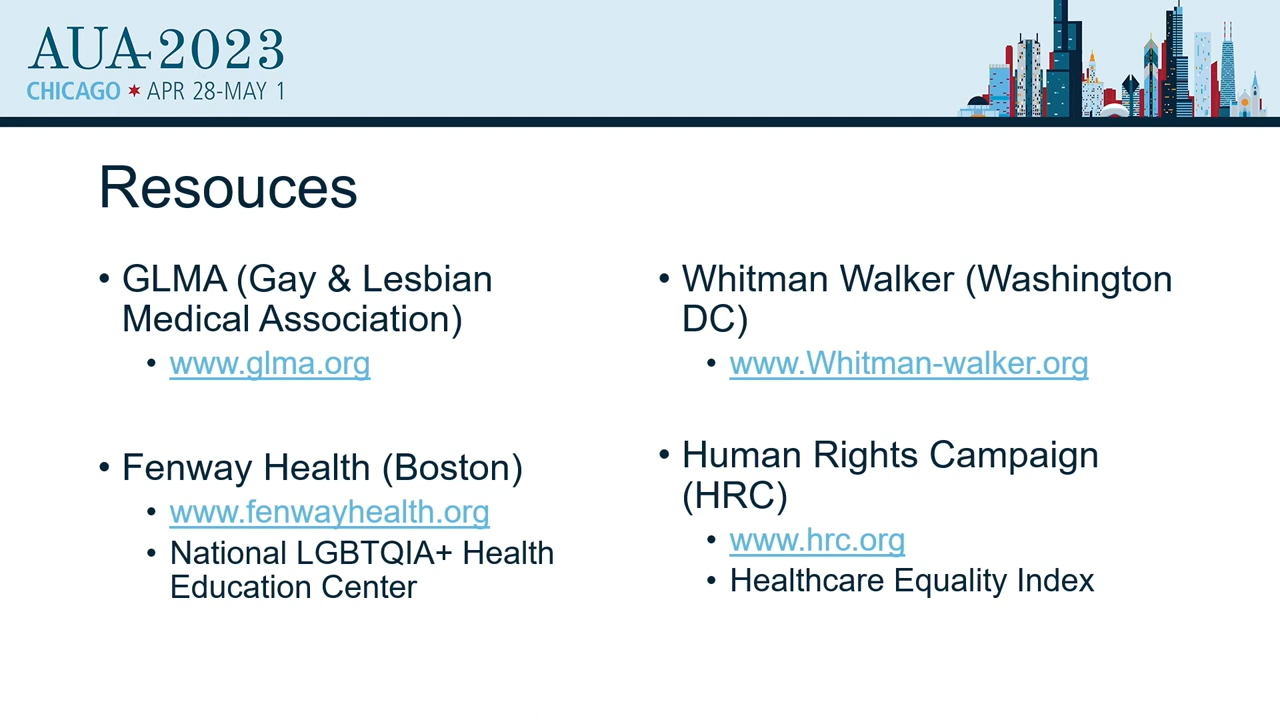 AUA 2023
CHICAGO ★ APR 28-MAY 1
Resouces
• GLMA (Gay & Lesbian
Medical Association)
• www.glma.org
• Fenway Health (Boston)
• www.fenwayhealth.org
• National LGBTQIA+ Health
Education Center
• Whitman Walker (Washington
DC)
• www.Whitman-walker.org
• Human Rights Campaign
(HRC)
• www.hrc.org
• Healthcare Equality Index